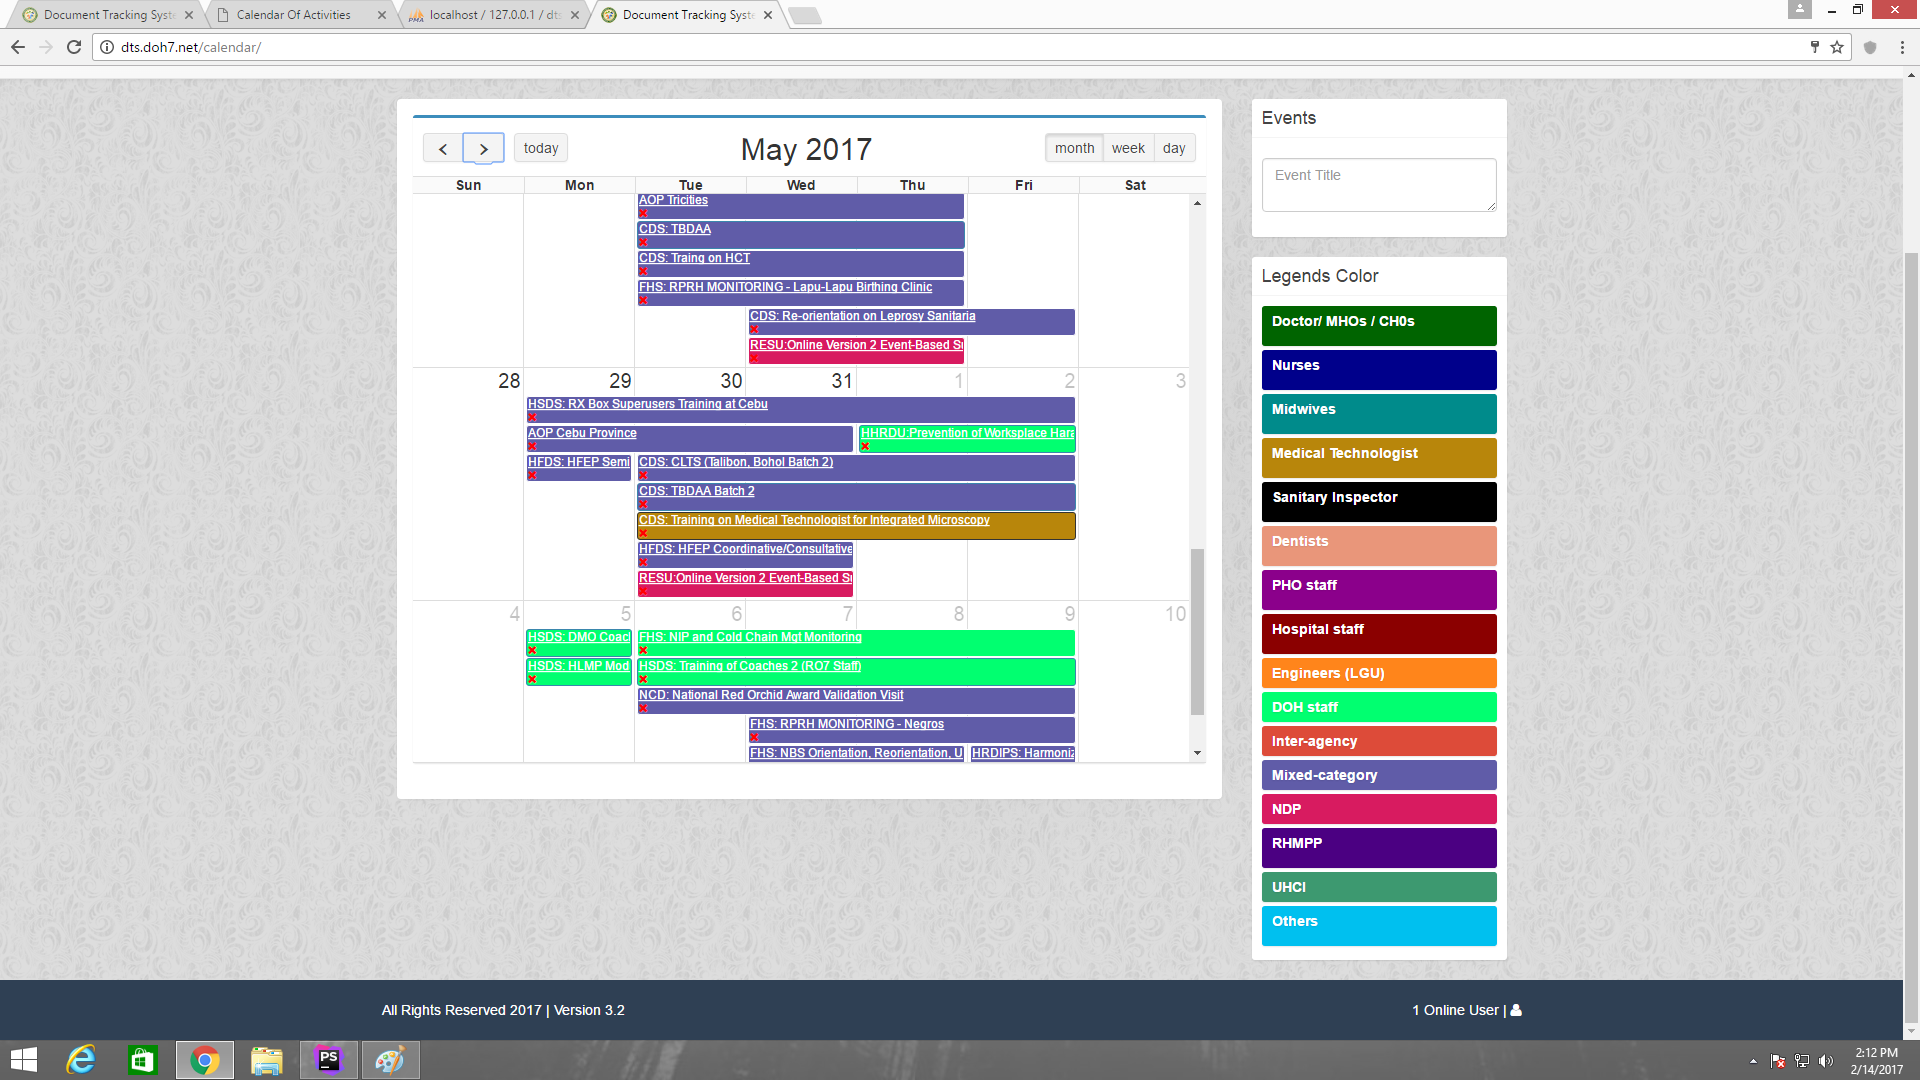 Document Tracking Syste
Calendar Of Activities
localhost / 127.0.0.1 / dts
Document Tracking Syste
dts.doh7.net/calendar/
today
May 2017
month
week
day
Sun Mon Tue Wed Thu Fri Sat
AOP Tricities
CDS: TBDAA
CDS: Traing on HCT
FHS: RPRH MONITORING - Lapu-Lapu Birthing Clinic
CDS: Re-orientation on Leprosy Sanitaria
RESU:Online Version 2 Event-Based Su
28 29 30 31 1 2 3
HSDS: RX Box Superusers Training at Cebu
AOP Cebu Province
HHRDU:Prevention of Worksplace Hara
HFDS: HFEP Semi
CDS: CLTS (Talibon, Bohol Batch 2)
CDS: TBDAA Batch 2
CDS: Training on Medical Technologist for Integrated Microscopy
HFDS: HFEP Coordinative/Consultative
RESU:Online Version 2 Event-Based Su
4 5 6 7 8 9 10
HSDS: DMO Coac
FHS: NIP and Cold Chain Mgt Monitoring
HSDS: HLMP Mod
HSDS: Training of Coaches 2 (RO7 Staff)
NCD: National Red Orchid Award Validation Visit
FHS: RPRH MONITORING - Negros
FHS: NBS Orientation, Reorientation, U
HRDIPS: Harmoniz
Events
Event Title
Legends Color
Doctor/ MHOs / CH0s
Nurses
Midwives
Medical Technologist
Sanitary Inspector
Dentists
PHO staff
Hospital staff
Engineers (LGU)
DOH staff
Inter-agency
Mixed-category
NDP
RHMPP
UHCI
Others
All Rights Reserved 2017 | Version 3.2
1 Online User |
PS
2:12 PM
2/14/2017